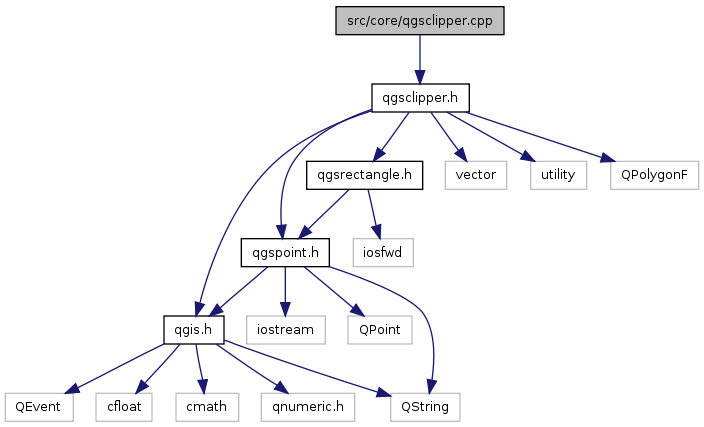 src/core/qgsclipper.cpp
qgsclipper.h
qgsrectangle.h
vector
utility
QPolygonF
qgspoint.h
iosfwd
qgis.h
iostream
QPoint
QEvent
cfloat
cmath
qnumeric.h
QString